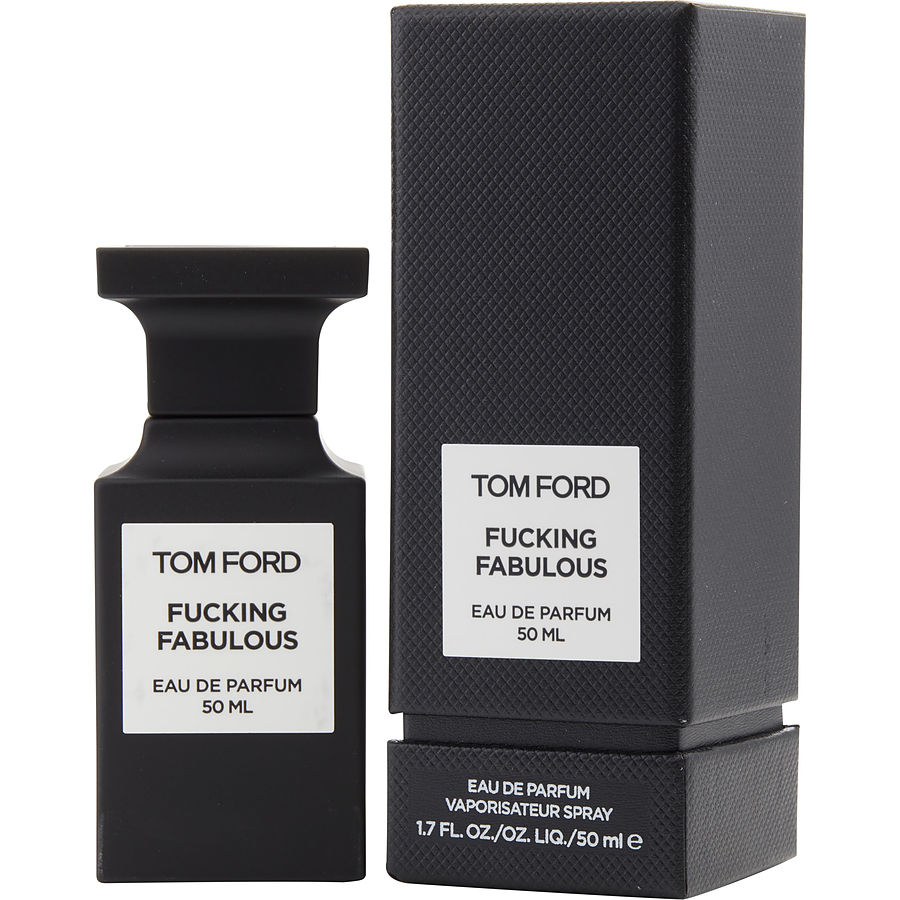 TOM FORD
FUCKING
FABULOUS
EAU DE PARFUM
50 ML
TOM FORD
FUCKING
FABULOUS
EAU DE PARFUM
50 ML
EAU DE PARFUM
VAPORISATEUR SPRAY
1.7 FL. OZ./OZ. LIQ./50 ml e